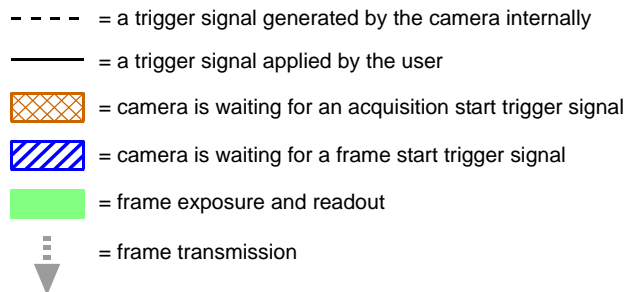 = a trigger signal generated by the camera internally
= a trigger signal applied by the user
= camera is waiting for an acquisition start trigger signal
= camera is waiting for a frame start trigger signal
= frame exposure and readout
= frame transmission